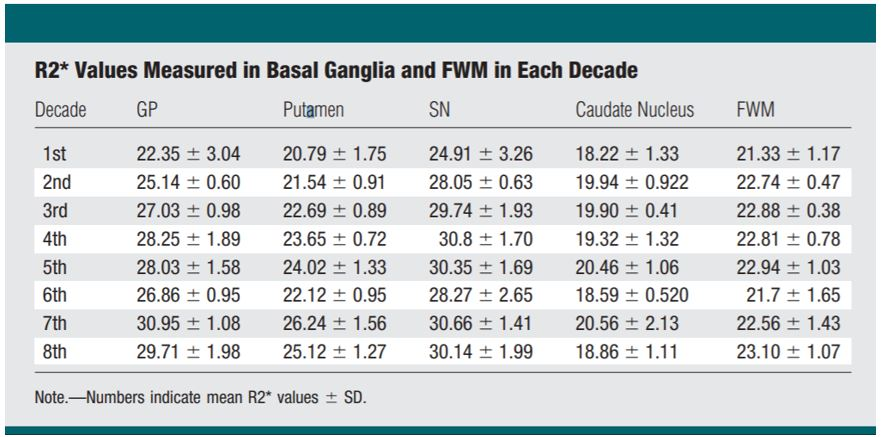 R2* Values Measured in Basal Ganglia and FWM in Each Decade
Decade GP Putamen SN Caudate Nucleus FWM
1st 22.35 ± 3.04 20.79 ± 1.75 24.91 ± 3.26 18.22 ± 1.33 21.33 ± 1.17
2nd 25.14 ± 0.60 21.54 ± 0.91 28.05 ± 0.63 19.94 ± 0.922 22.74 ± 0.47
3rd 27.03 ± 0.98 22.69 ± 0.89 29.74 ± 1.93 19.90 ± 0.41 22.88 ± 0.38
4th 28.25 ± 1.89 23.65 ± 0.72 30.8 ± 1.70 19.32 ± 1.32 22.81 ± 0.78
5th 28.03 ± 1.58 24.02 ± 1.33 30.35 ± 1.69 20.46 ± 1.06 22.94 ± 1.03
6th 26.86 ± 0.95 22.12 ± 0.95 28.27 ± 2.65 18.59 ± 0.520 21.7 ± 1.65
7th 30.95 ± 1.08 26.24 ± 1.56 30.66 ± 1.41 20.56 ± 2.13 22.56 ± 1.43
8th 29.71 ± 1.98 25.12 ± 1.27 30.14 ± 1.99 18.86 ± 1.11 23.10 ± 1.07
Note.—Numbers indicate mean R2* values ± SD.